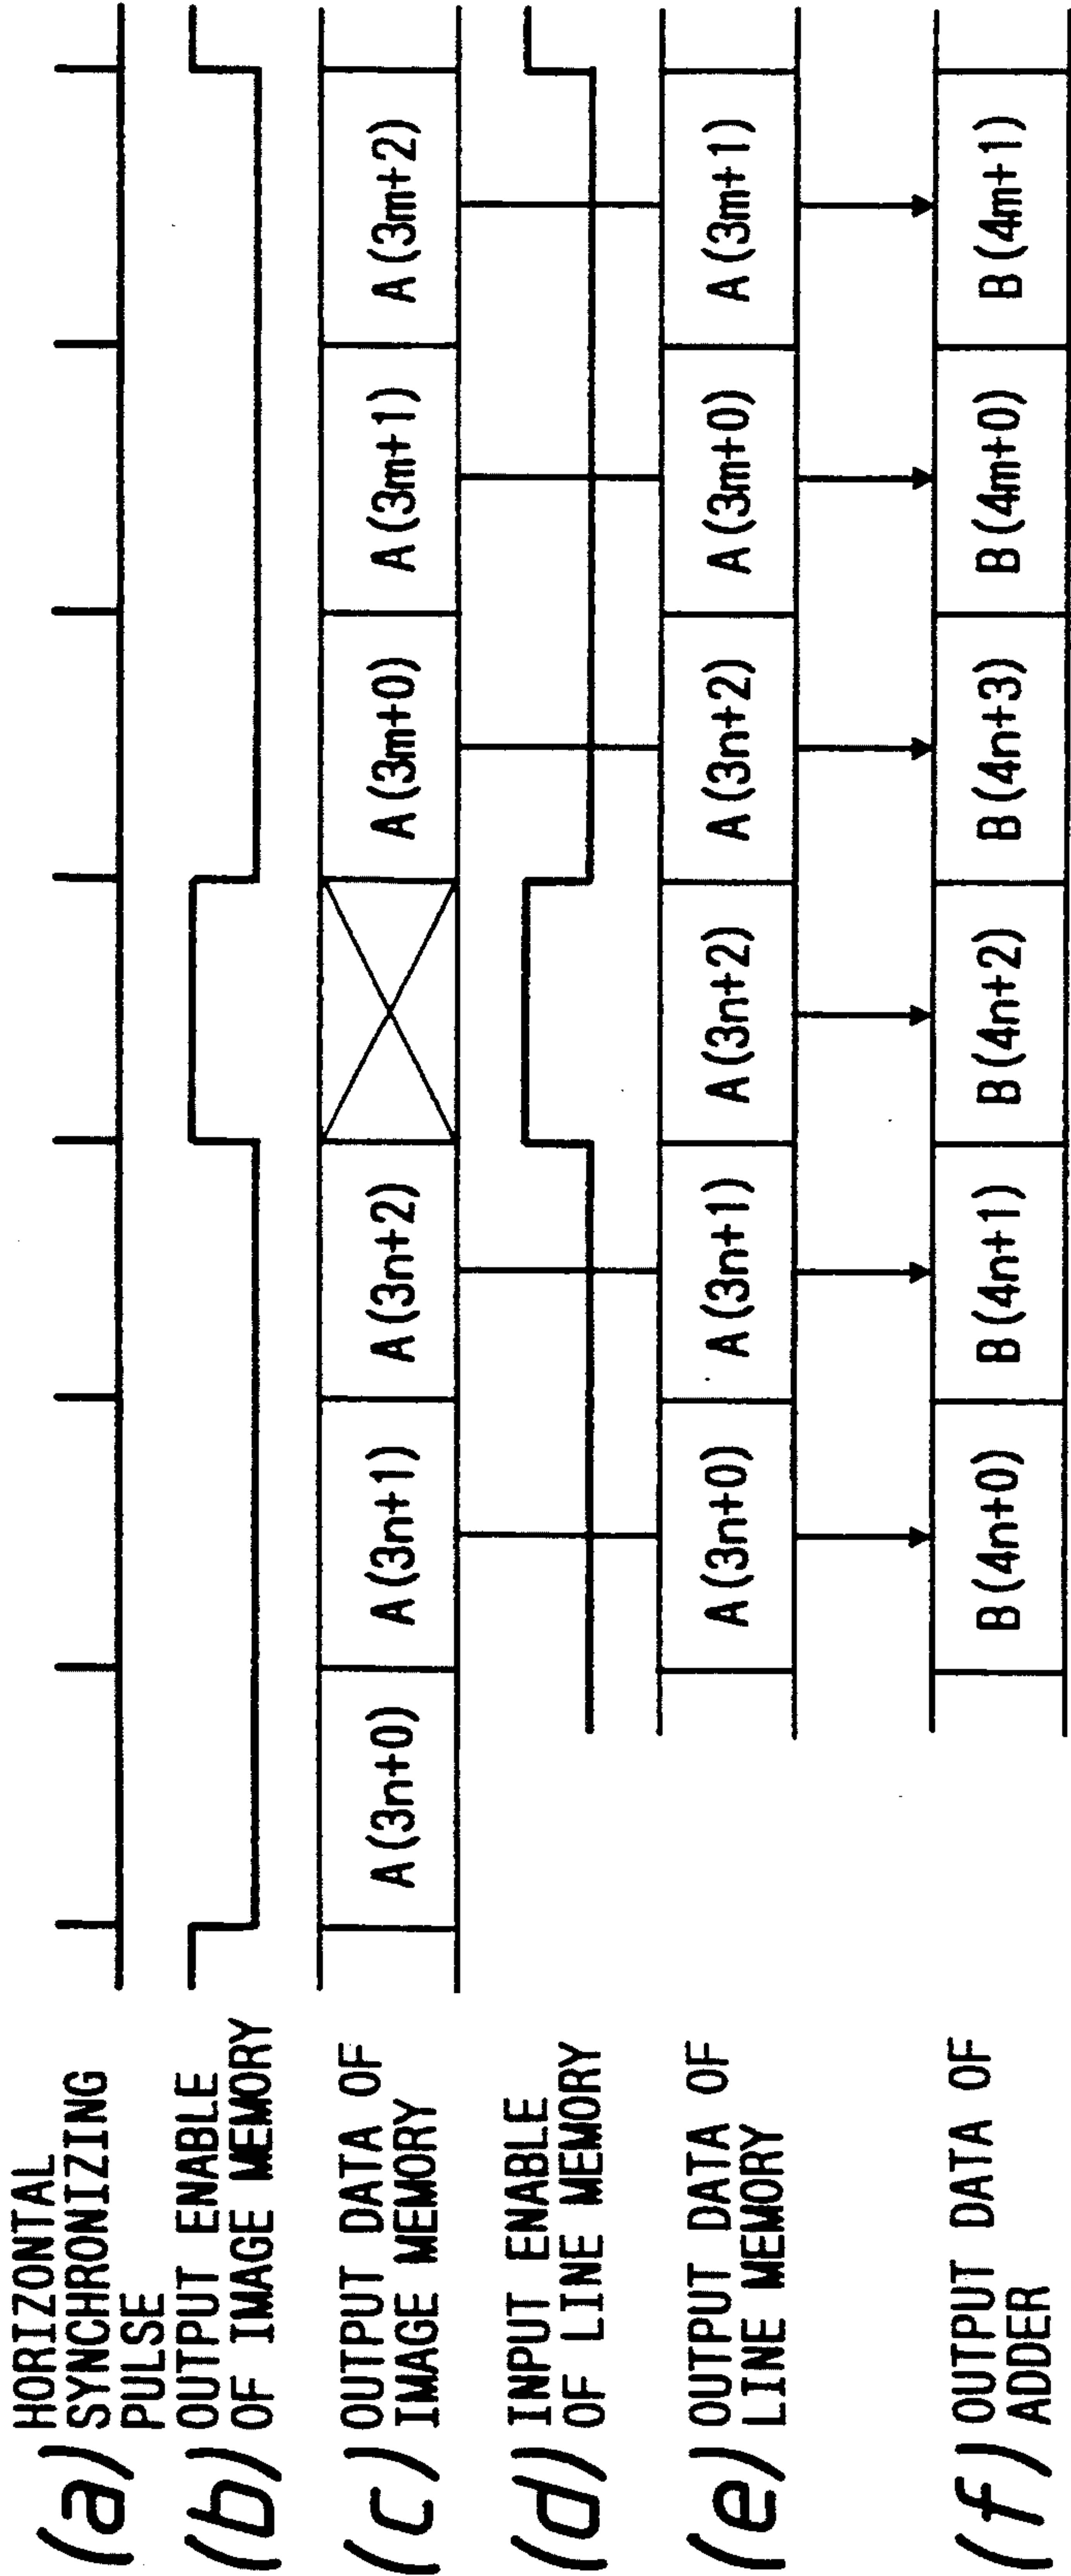 (a) HORIZONTAL
SYNCHRONIZING
PULSE
(b) OUTPUT ENABLE
OF IMAGE MEMORY
(c) OUTPUT DATA OF
IMAGE MEMORY
A(3n+0) A(3n+1) A(3n+2) A(3m+0) A(3m+1) A(3m+2)
(d) INPUT ENABLE
OF LINE MEMORY
(e) OUTPUT DATA OF
LINE MEMORY
A(3n+0) A(3n+1) A(3n+2) A(3n+2) A(3m+0) A(3m+1)
(f) OUTPUT DATA OF
ADDER
B(4n+0) B(4n+1) B(4n+2) B(4n+3) B(4m+0) B(4m+1)